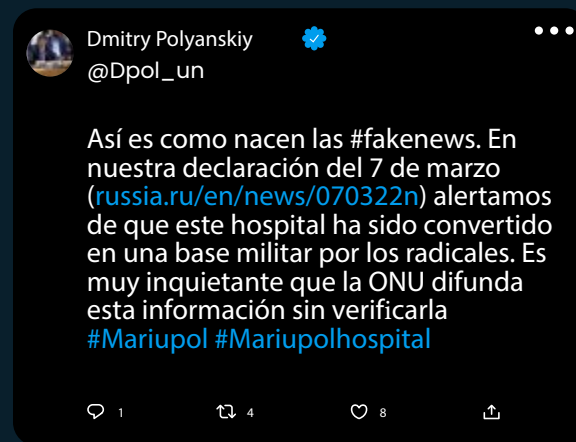 Dmitry Polyanskiy
@Dpol_un
Así es como nacen las #fakenews. En
nuestra declaración del 7 de marzo
(russia.ru/en/news/070322n) alertamos
de que este hospital ha sido convertido
en una base militar por los radicales. Es
muy inquietante que la ONU difunda
esta información sin verificarla
#Mariupol #Mariupolhospital
1 4 8